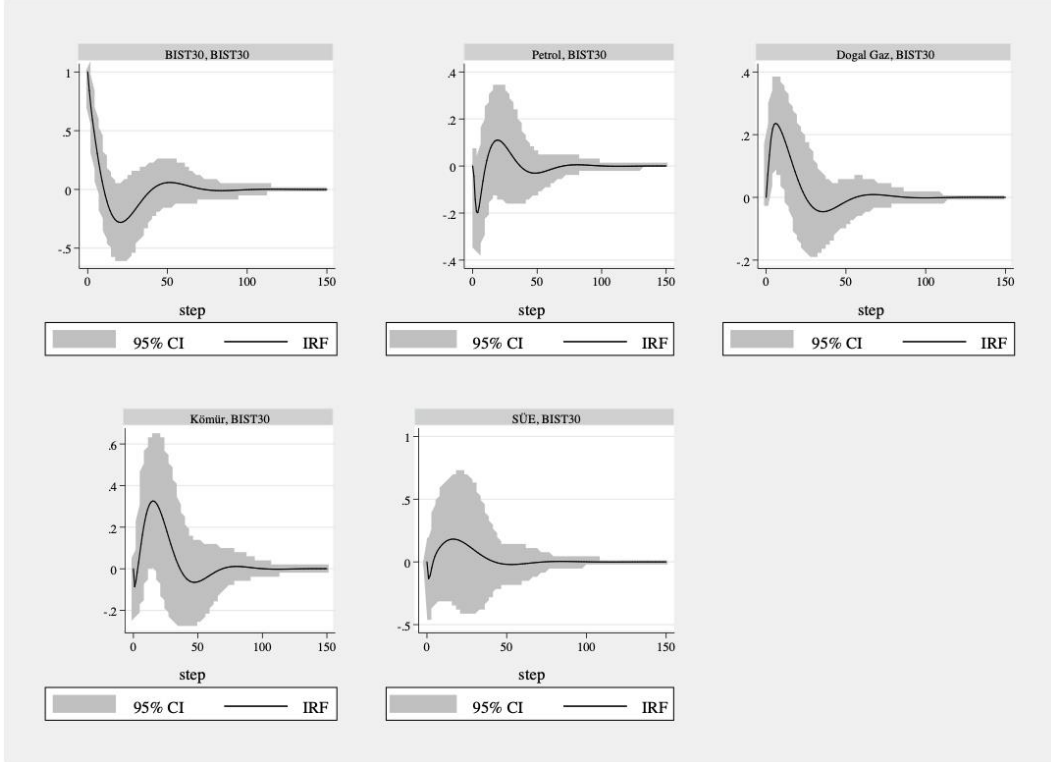 BIST30, BIST30
1
.5
0
-.5
0 50 100 150
step
95% CI IRF
Petrol, BIST30
.4
.2
0
-.2
-.4
0 50 100 150
step
95% CI IRF
Dogal Gaz, BIST30
.4
.2
0
-.2
0 50 100 150
step
95% CI IRF
Kömür, BIST30
.6
.4
.2
0
-.2
0 50 100 150
step
95% CI IRF
SÜE, BIST30
1
.5
0
-.5
0 50 100 150
step
95% CI IRF